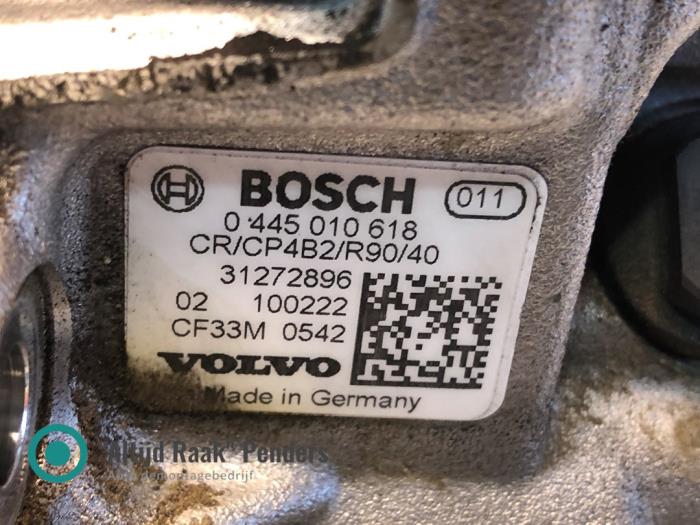 BOSCH 011
0 445 010 618
CR/CP4B2/R90/40
31272896
02 100222
CF33M 0542
VOLVO
Made in Germany
Altijd Raak Penders
Autodemontagebedrijf